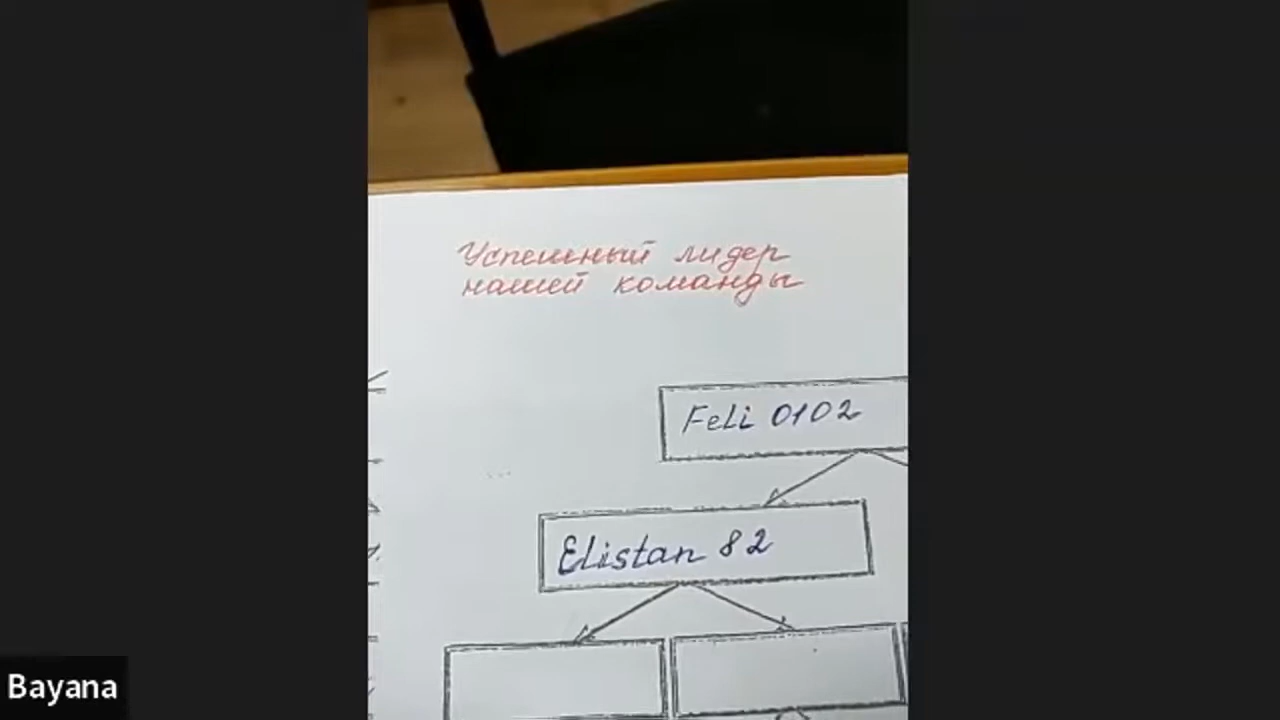 Успешный лидер
нашей команды
Feli 0102
Elistan 82
Bayana